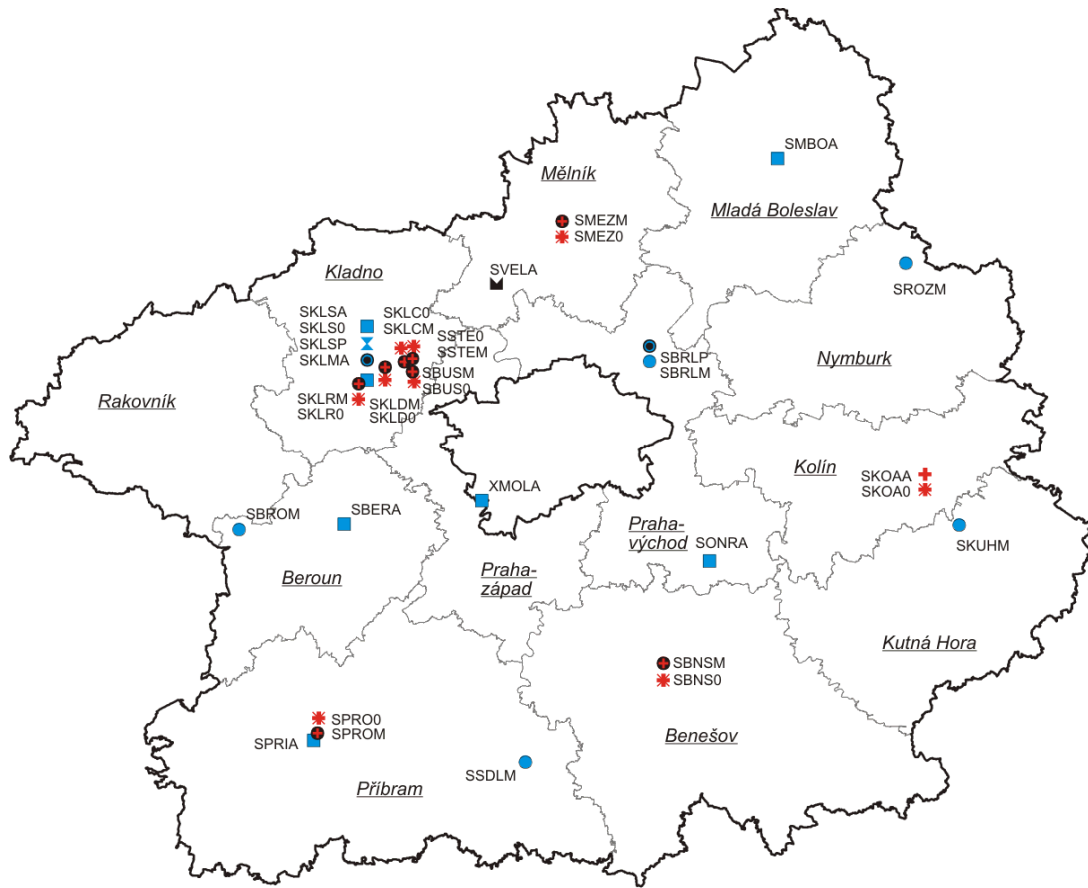 SMBOA
Mělník
Mladá Boleslav
SMEZM
SMEZ0
Kladno
SVELA
SROZM
SKLSA
SKLS0
SKLSP
SKLMA
SKLC0
SKLCM
SSTE0
SSTEM
SBUSM
SBUS0
SBRLP
SBRLM
Nymburk
Rakovník
SKLRM
SKLR0
SKLDM
SKLD0
Kolín
SKOAA
SKOA0
XMOLA
SBROM
SBERA
Praha-
východ
SONRA
SKUHM
Beroun
Praha-
západ
Kutná Hora
SBNSM
SBNS0
SPRO0
SPROM
SPRIA
Benešov
SSDLM
Příbram